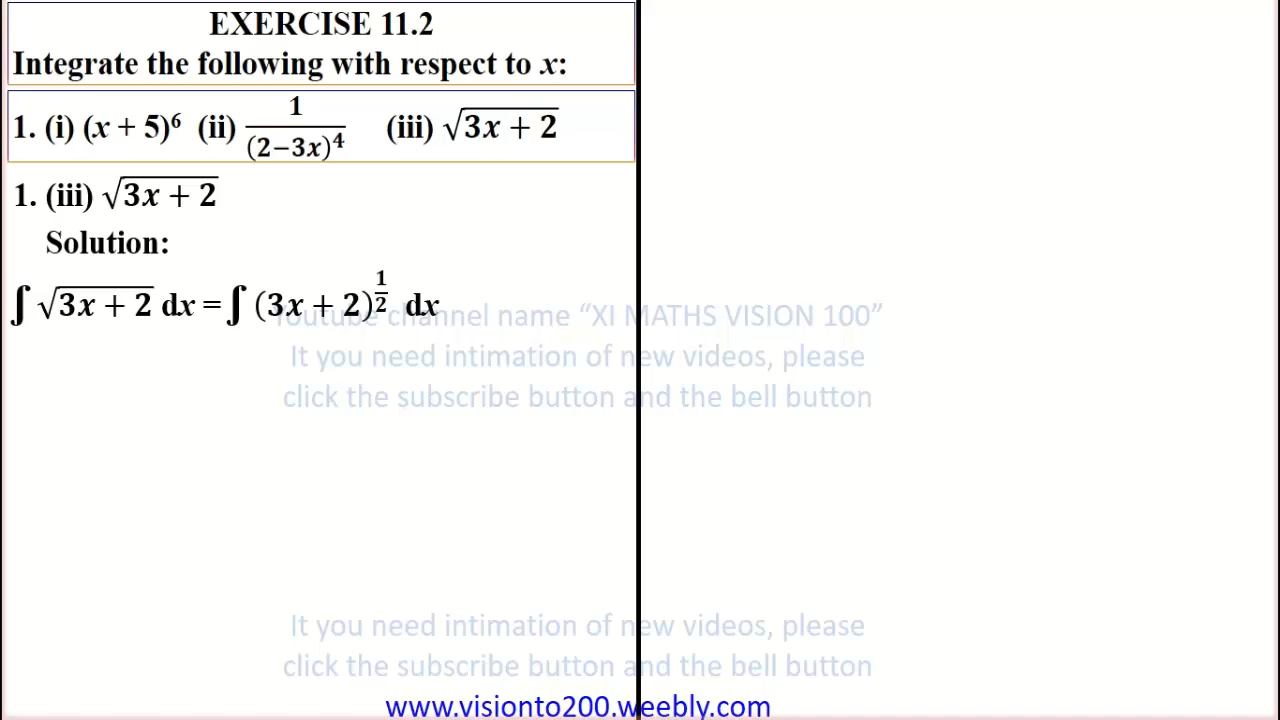 EXERCISE 11.2
Integrate the following with respect to x:
1. (i) (x + 5)⁶ (ii) 1/(2−3x)⁴ (iii) √(3x + 2)
1. (iii) √(3x + 2)
Solution:
∫ √(3x + 2) dx = ∫ (3x + 2)^(1/2) dx
Youtube channel name “XI MATHS VISION 100”
It you need intimation of new videos, please
click the subscribe button and the bell button
It you need intimation of new videos, please
click the subscribe button and the bell button
www.visionto200.weebly.com